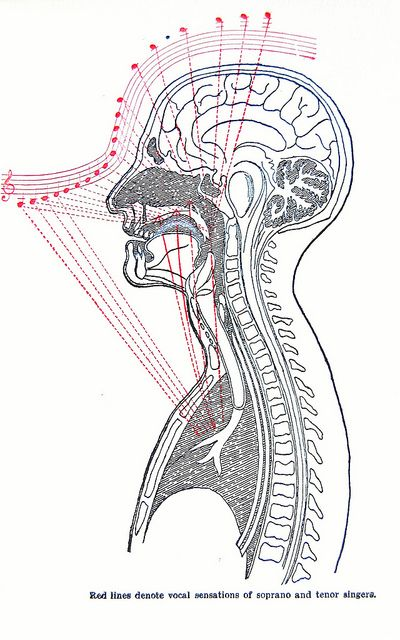 Red lines denote vocal sensations of soprano and tenor singers.